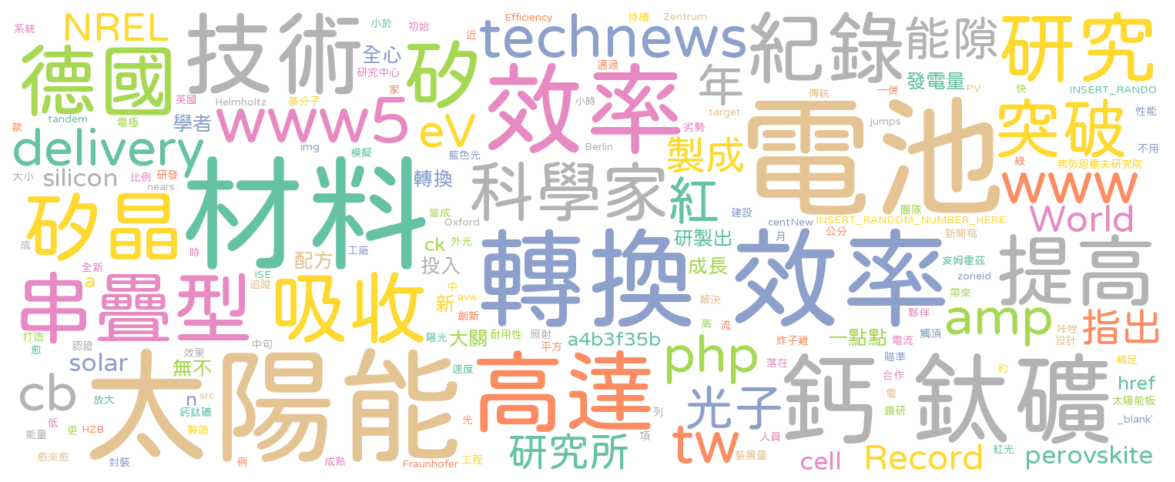 系統 NREL 技術 全心 小於 初始 近 Efficiency 持續 Zentrum 紀錄 能隙 研究
德國 矽 technews 通過 年 發電量 PV 快 INSERT_RANDO
研究中心 家 小時 傳統 一併
款 tandem 電極 英國 Helmholtz 基分子 www5 效率 劣勢 target 電池 jumps 突破 性能
學者 img eV Berlin 製成 綠 不用
delivery 模擬 藍色光 弗勞恩霍夫研究院
大小 silicon 比例 研發 nears 材料 轉換 科學家 紅 團隊 www
矽晶 當成 Oxford 建設 centNew INSERT_RANDOM_NUMBER_HERE' World
成 時 工廠 ck 外光 轉換效率 研製出 月 公分 新聞稿 提高
全新 ISE 配方 投入 成長 亥姆霍茲
a 追蹤 吸收 中 新 avw 解決 zoneid 帶來
串疊型 創新 夥伴 amp 指出
打造 愈 認證 中旬 陽光 大關 耐用性 照射 高 流 一點點 電流 觸頂 咔哩 設計
solar 無不 效果 平方 a4b3f35b php 炸子雞 瞄準 約 補足
cb 放大 n 鈣鈦礦 src 太陽能 速度 高達 列 落在 合作 鈣鈦礦 href
低 光子 電 鑽研 太陽能板
能量 更 HZB 製造 光 項 tw 人員 _blank'
愈來愈 封裝 例 成熟 Fraunhofer 工程 研究所 裝置量 cell Record 紅光 perovskite